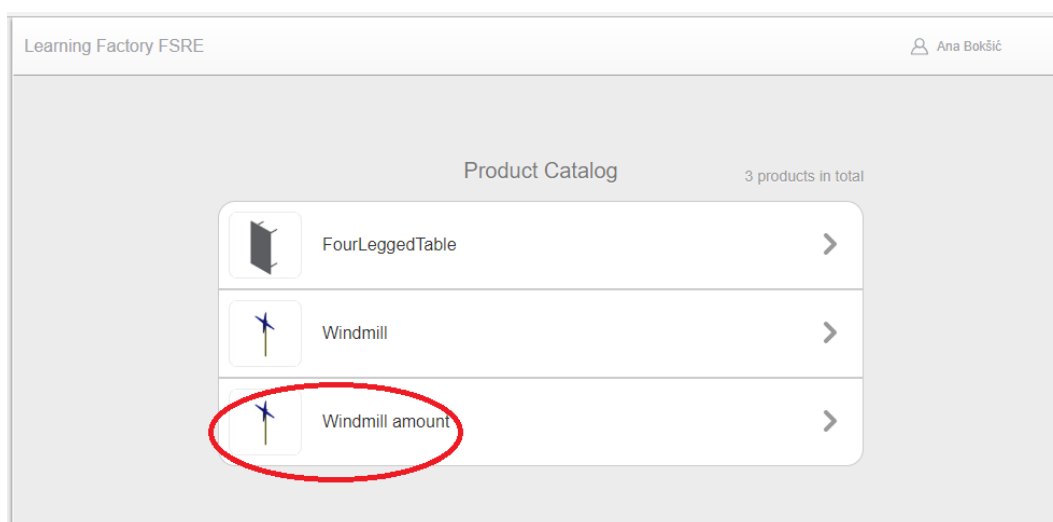 Learning Factory FSRE
Ana Bokšić
Product Catalog
3 products in total
FourLeggedTable
Windmill
Windmill amount